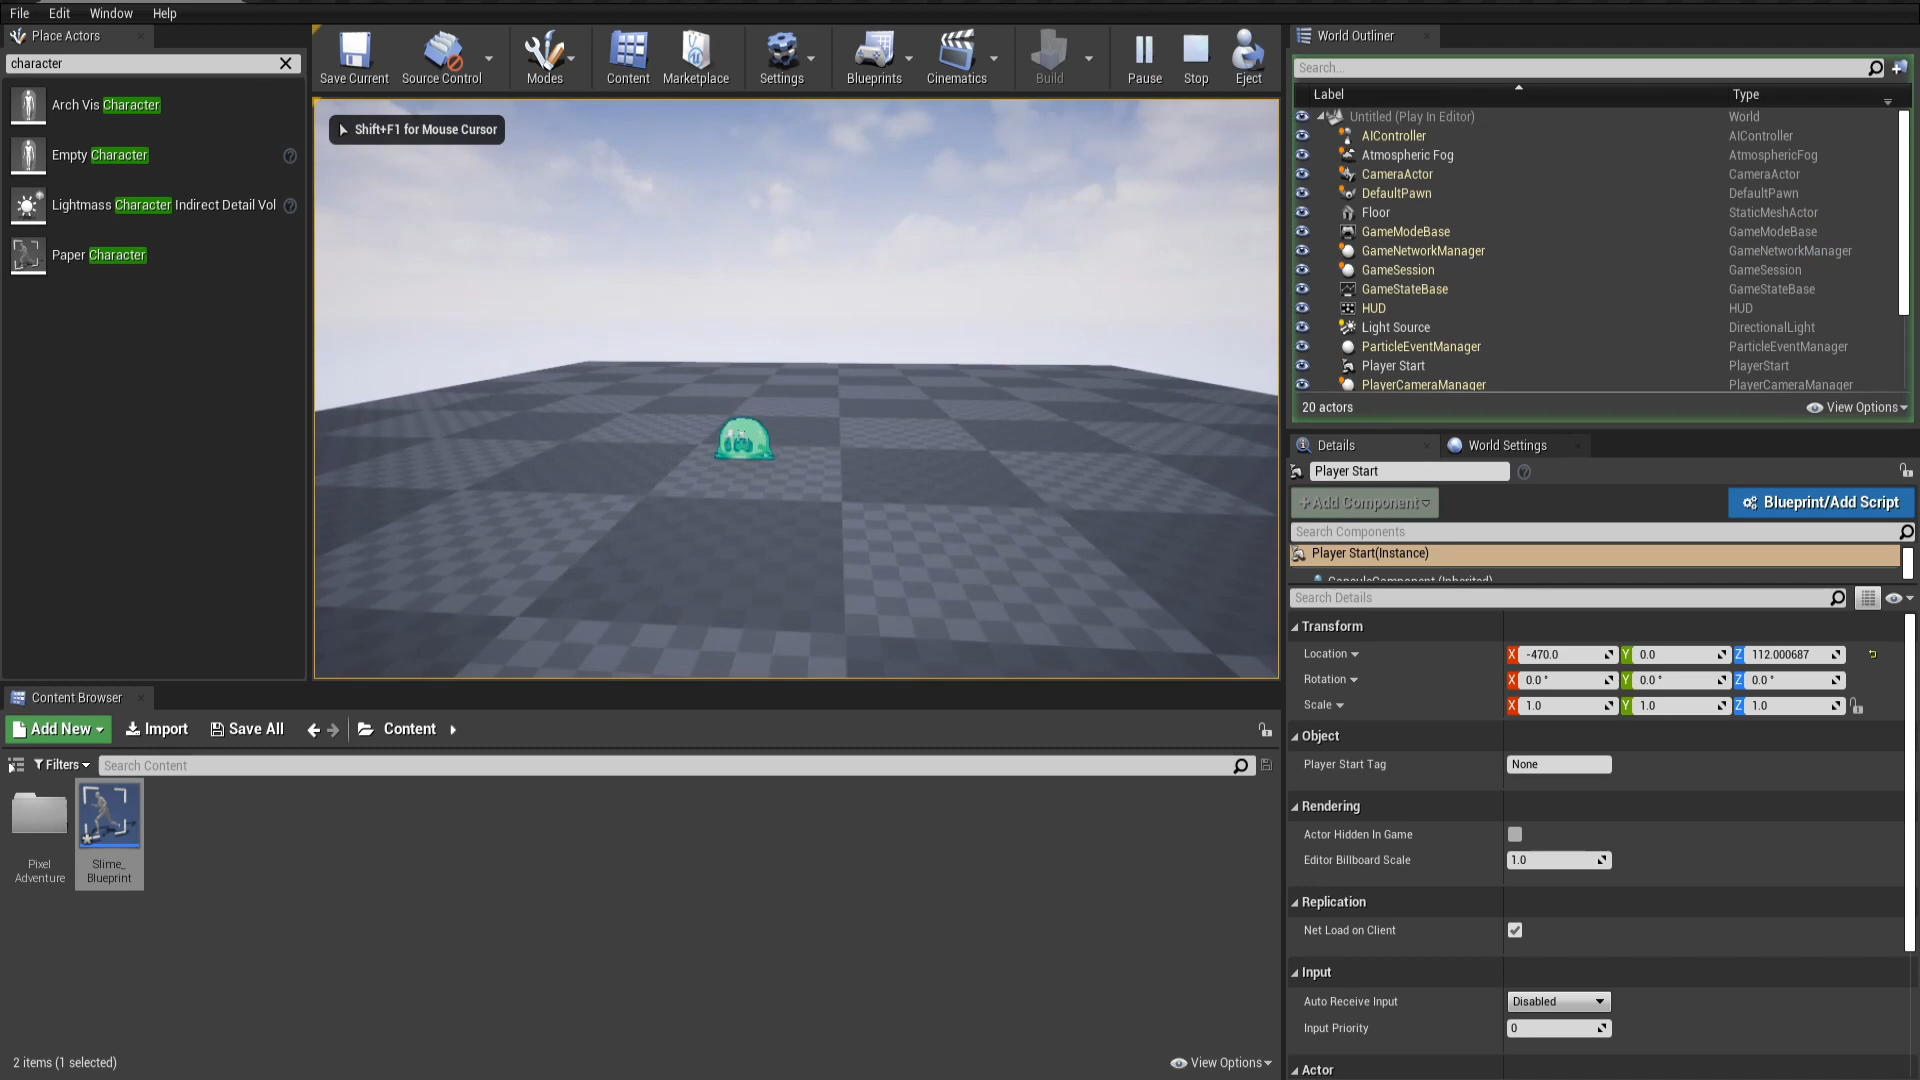 File Edit Window Help
Place Actors
character
Arch Vis Character
Empty Character
Lightmass Character Indirect Detail Vol
Paper Character
Save Current
Source Control
Modes
Content
Marketplace
Settings
Blueprints
Cinematics
Build
Pause
Stop
Eject
Shift+F1 for Mouse Cursor
World Outliner
Search...
Label Type
Untitled (Play In Editor) World
AIController AIController
Atmospheric Fog AtmosphericFog
CameraActor CameraActor
DefaultPawn DefaultPawn
Floor StaticMeshActor
GameModeBase GameModeBase
GameNetworkManager GameNetworkManager
GameSession GameSession
GameStateBase GameStateBase
HUD HUD
Light Source DirectionalLight
ParticleEventManager ParticleEventManager
Player Start PlayerStart
PlayerCameraManager PlayerCameraManager
20 actors View Options
Details World Settings
Player Start
+Add Component Blueprint/Add Script
Search Components
Player Start(Instance)
CapsuleComponent (Inherited)
Search Details
Transform
Location X -470.0 Y 0.0 Z 112.000687
Rotation X 0.0 ° Y 0.0 ° Z 0.0 °
Scale X 1.0 Y 1.0 Z 1.0
Object
Player Start Tag None
Rendering
Actor Hidden In Game
Editor Billboard Scale 1.0
Replication
Net Load on Client
Input
Auto Receive Input Disabled
Input Priority 0
Actor
Content Browser
Add New Import Save All Content
Filters Search Content
Pixel
Adventure
Slime_
Blueprint
2 items (1 selected) View Options